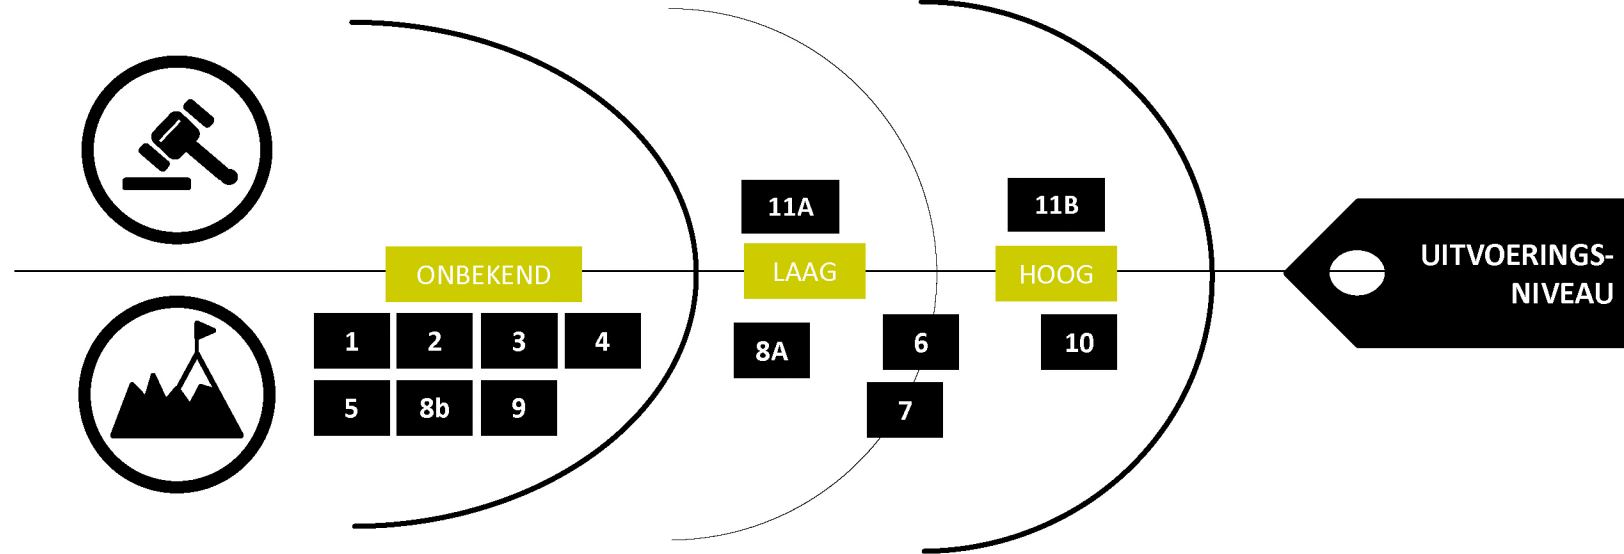 11A
11B
ONBEKEND
LAAG
HOOG
UITVOERINGS-
NIVEAU
1
2
3
4
8A
6
10
5
8b
9
7